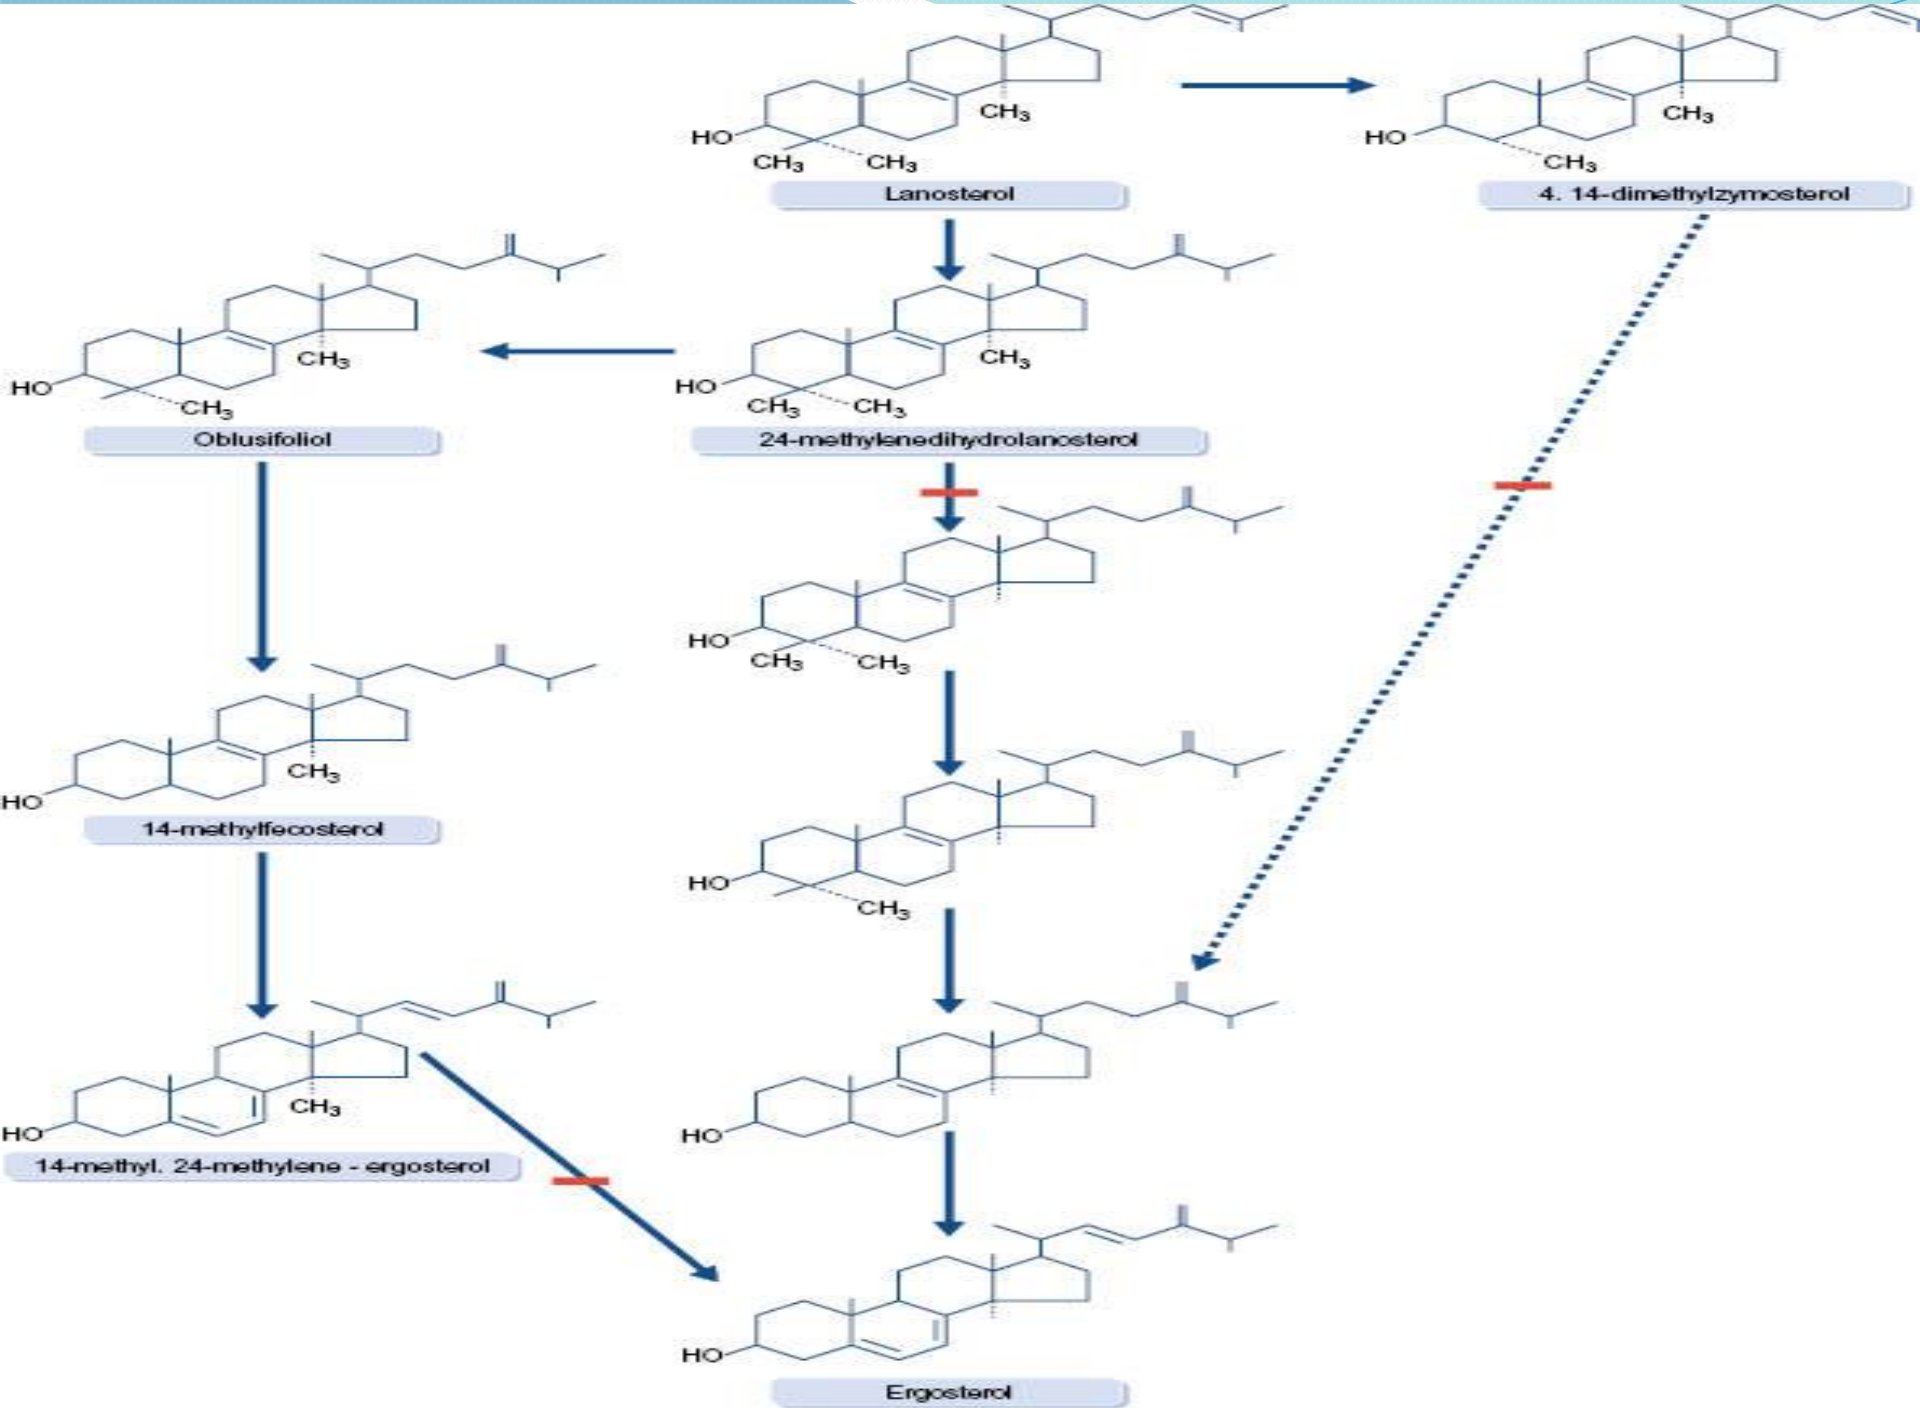 CH3
HO
CH3
CH3
Lanosterol
CH3
HO
CH3
4. 14-dimethylzymosterol
CH3
HO
CH3
Oblusifoliol
CH3
HO
CH3
CH3
24-methylenedihydrolanosterol
HO
CH3
CH3
CH3
HO
14-methylfecosterol
HO
CH3
CH3
HO
14-methyl. 24-methylene - ergosterol
HO
HO
Ergosterol